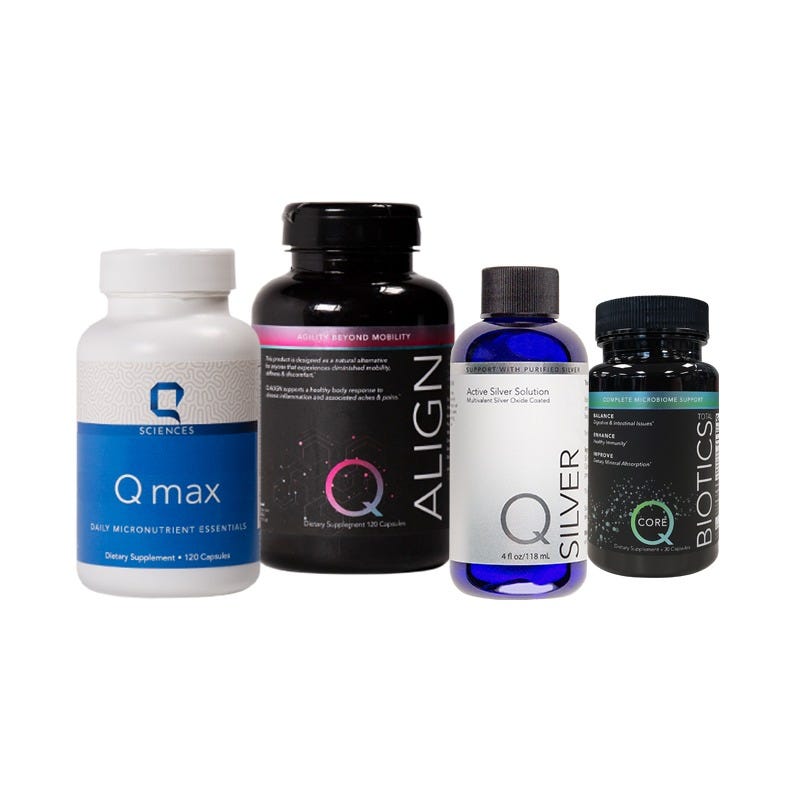 Q
SCIENCES
Q max
DAILY MICRONUTRIENT ESSENTIALS
Dietary Supplement • 120 Capsules
AGILITY BEYOND MOBILITY
This product is designed as a natural alternative
for anyone that experiences diminished mobility,
stiffness & discomfort.*
Q ALIGN supports a healthy body response to
disease inflammation and associated aches & pains.*
ALIGN
Q
Dietary Supplement 120 Capsules
SUPPORT WITH PURIFIED SILVER
Active Silver Solution
Multivalent Silver Oxide Coated
Q
SILVER
4 fl oz/118 mL
COMPLETE MICROBIOME SUPPORT
BALANCE
Digestive & Intestinal Issues*
ENHANCE
Healthy Immunity*
IMPROVE
Dietary Mineral Absorption*
TOTAL
BIOTICS
Q
CORÉ
Dietary Supplement • 30 Capsules